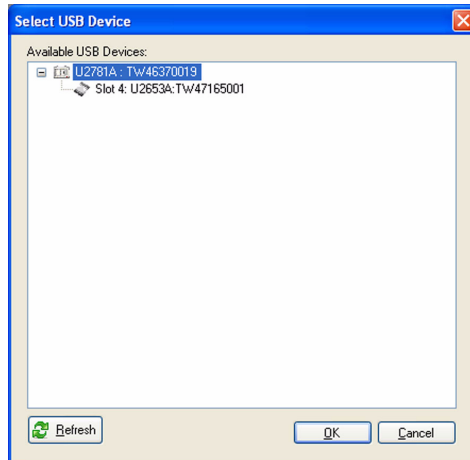 Select USB Device
Available USB Devices:
U2781A : TW46370019
Slot 4: U2653A:TW47165001
Refresh
OK
Cancel